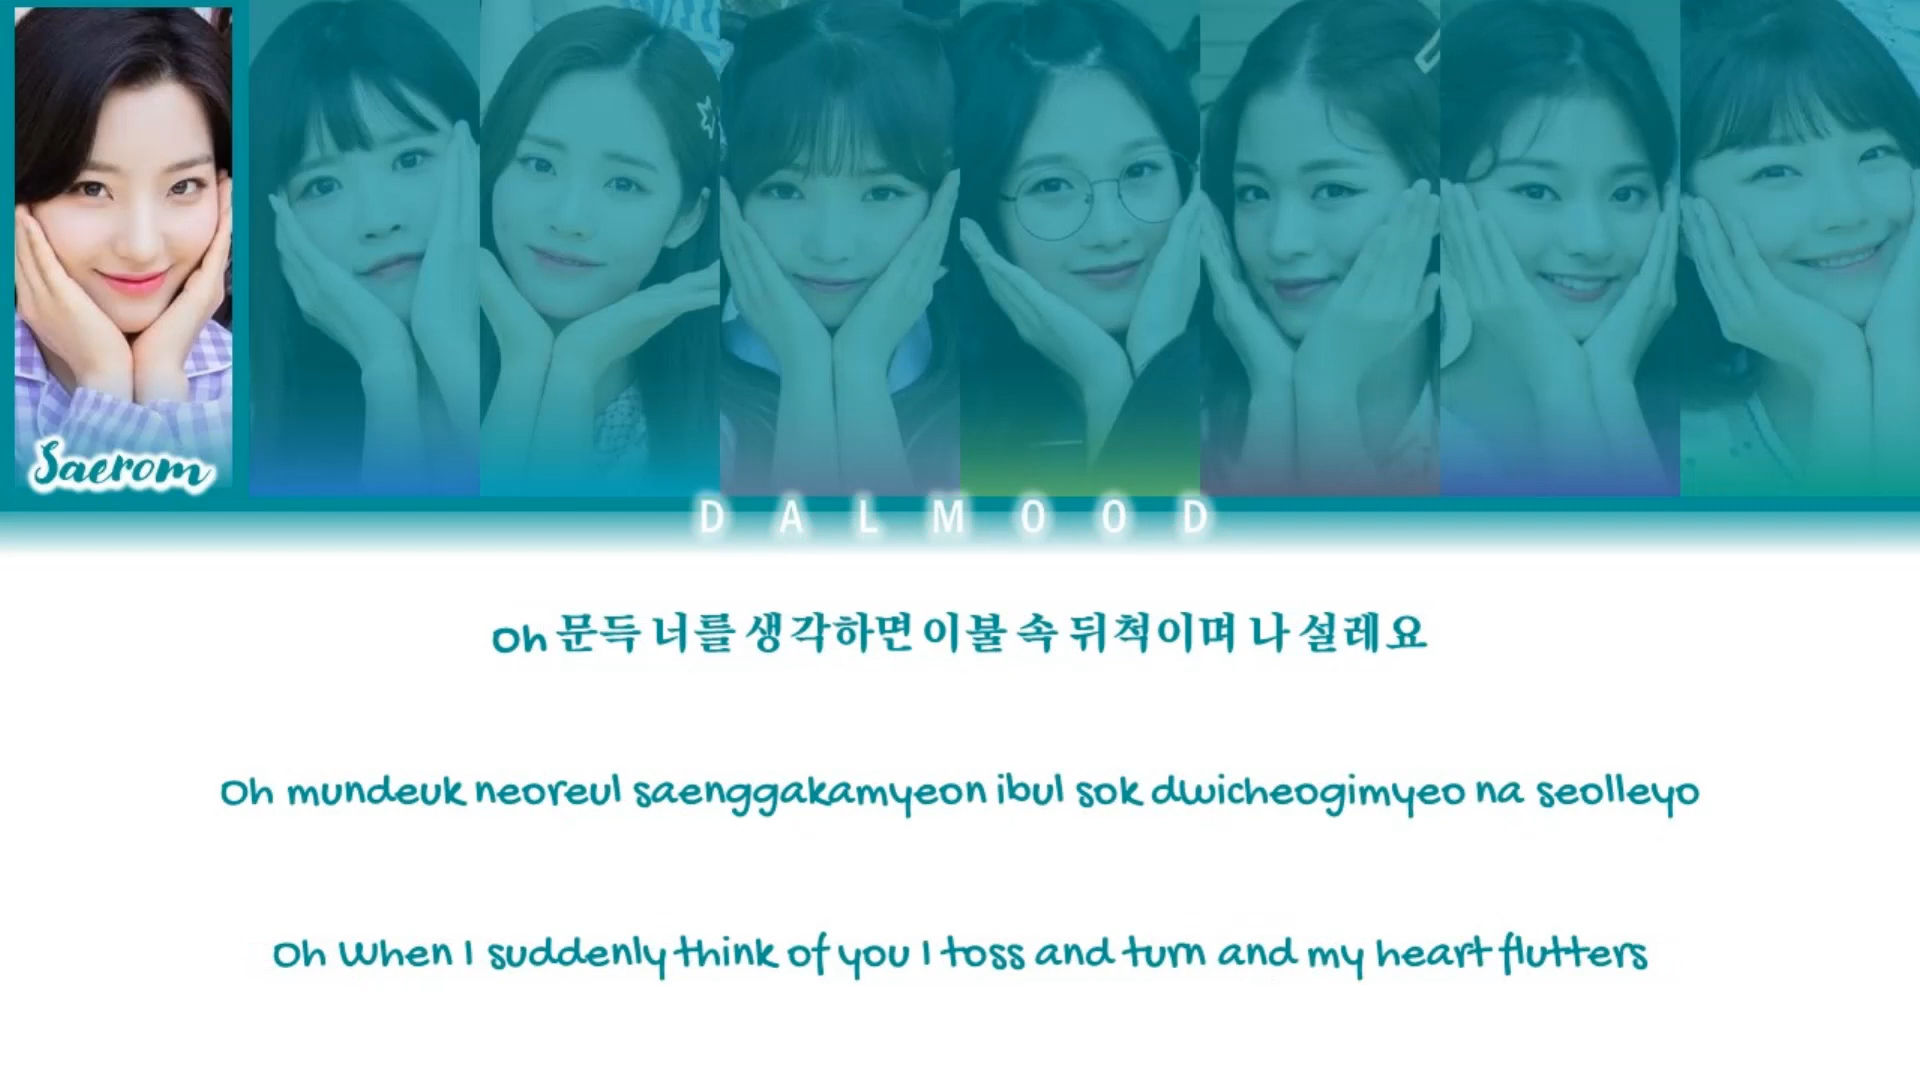 Saerom
DALMOOD
Oh 문득 너를 생각하면 이불 속 뒤척이며 나 설레요
Oh mundeuk neoreul saenggakamyeon ibul sok dwicheogimyeo na seolleyo
Oh When I suddenly think of you I toss and turn and my heart flutters